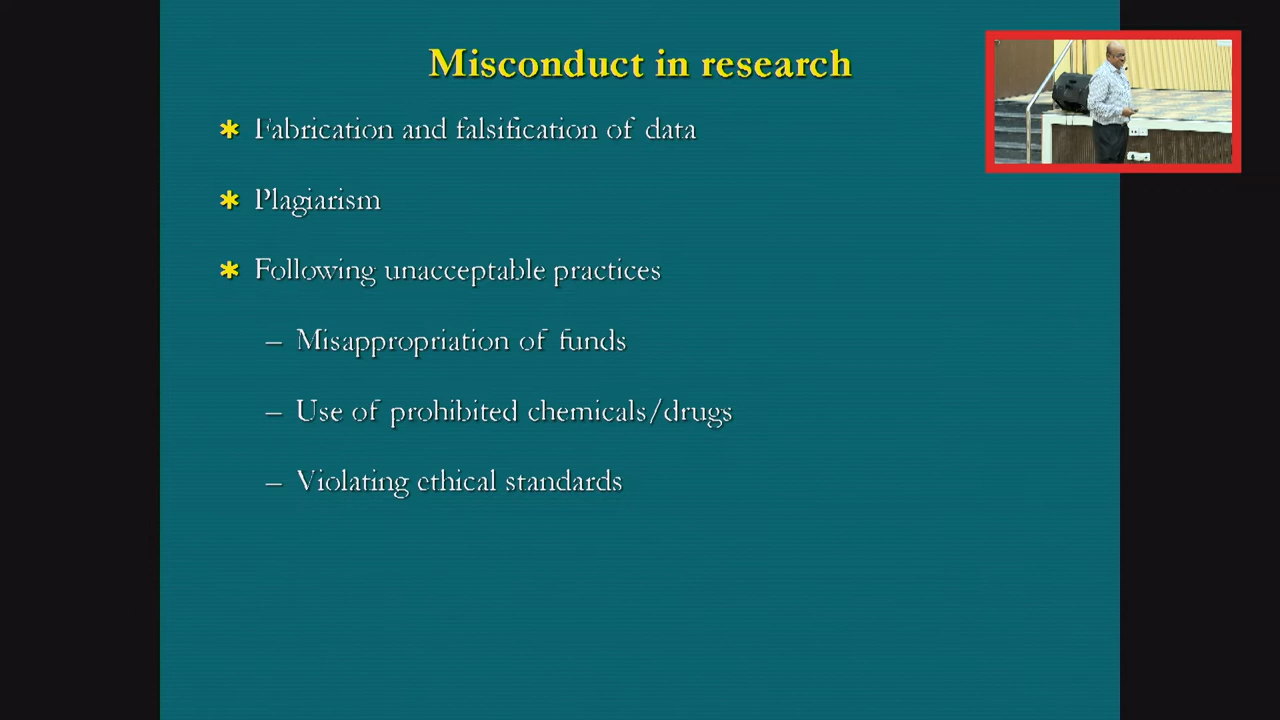 Misconduct in research
* Fabrication and falsification of data
* Plagiarism
* Following unacceptable practices
– Misappropriation of funds
– Use of prohibited chemicals/drugs
– Violating ethical standards